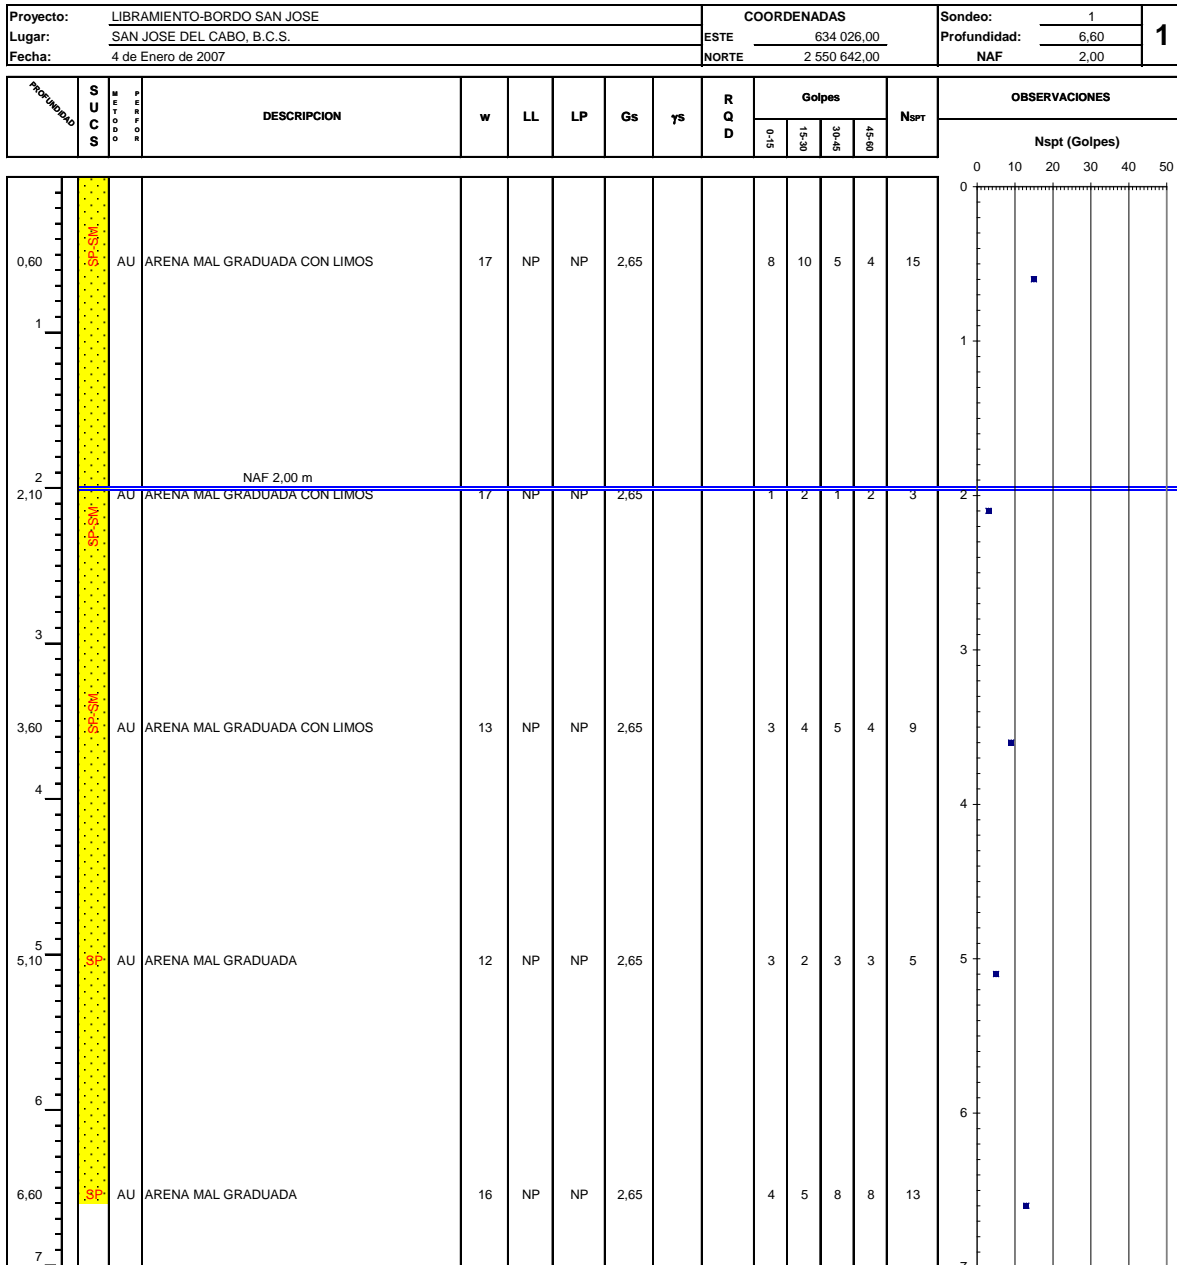 Proyecto: LIBRAMIENTO-BORDO SAN JOSE COORDENADAS Sondeo: 1
Lugar: SAN JOSE DEL CABO, B.C.S. ESTE 634 026,00 Profundidad: 6,60 1
Fecha: 4 de Enero de 2007 NORTE 2 550 642,00 NAF 2,00
PROFUNDIDAD SUCS METODO PERFOR DESCRIPCION w LL LP Gs γs RQD Golpes NSPT OBSERVACIONES
0-15 15-30 30-45 45-60
Nspt (Golpes)
0 10 20 30 40 50
0
0,60 SP-SM AU ARENA MAL GRADUADA CON LIMOS 17 NP NP 2,65 8 10 5 4 15
1 1
2 NAF 2,00 m
2,10 SP-SM AU ARENA MAL GRADUADA CON LIMOS 17 NP NP 2,65 1 2 1 2 3 2
3 3
3,60 SP-SM AU ARENA MAL GRADUADA CON LIMOS 13 NP NP 2,65 3 4 5 4 9
4 4
5 5
5,10 SP AU ARENA MAL GRADUADA 12 NP NP 2,65 3 2 3 3 5
6 6
6,60 SP AU ARENA MAL GRADUADA 16 NP NP 2,65 4 5 8 8 13
7 7